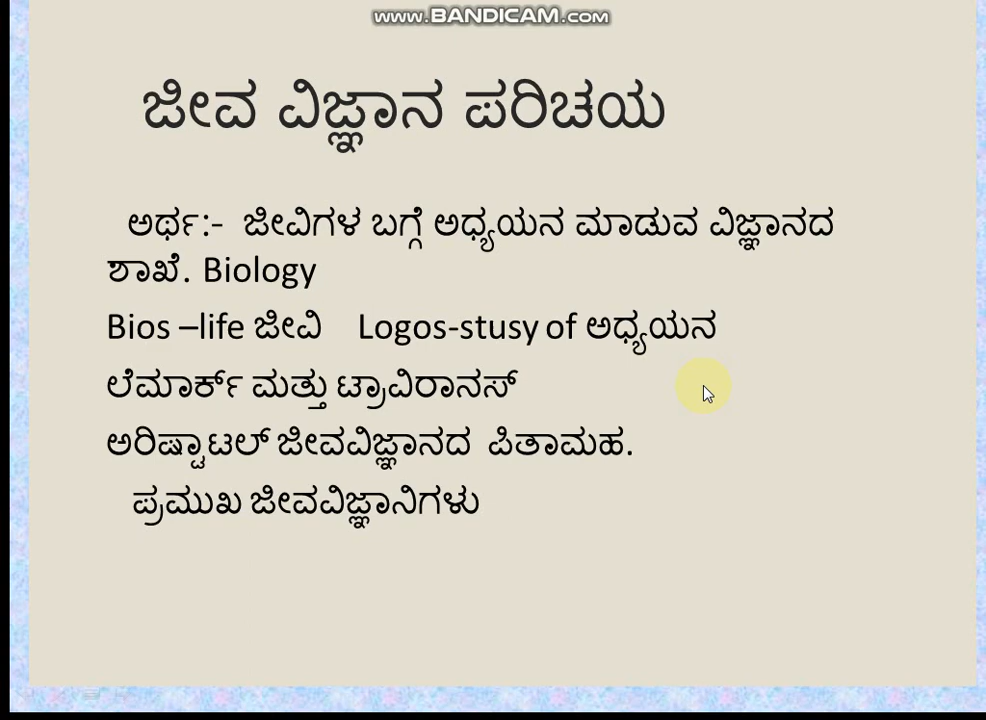 www.BANDICAM.com
ಜೀವ ವಿಜ್ಞಾನ ಪರಿಚಯ
ಅರ್ಥ:- ಜೀವಿಗಳ ಬಗ್ಗೆ ಅಧ್ಯಯನ ಮಾಡುವ ವಿಜ್ಞಾನದ
ಶಾಖೆ. Biology
Bios –life ಜೀವಿ Logos-stusy of ಅಧ್ಯಯನ
ಲೆಮಾರ್ಕ್ ಮತ್ತು ಟ್ರಾವಿರಾನಸ್
ಅರಿಷ್ಟಾಟಲ್ ಜೀವವಿಜ್ಞಾನದ ಪಿತಾಮಹ.
ಪ್ರಮುಖ ಜೀವವಿಜ್ಞಾನಿಗಳು